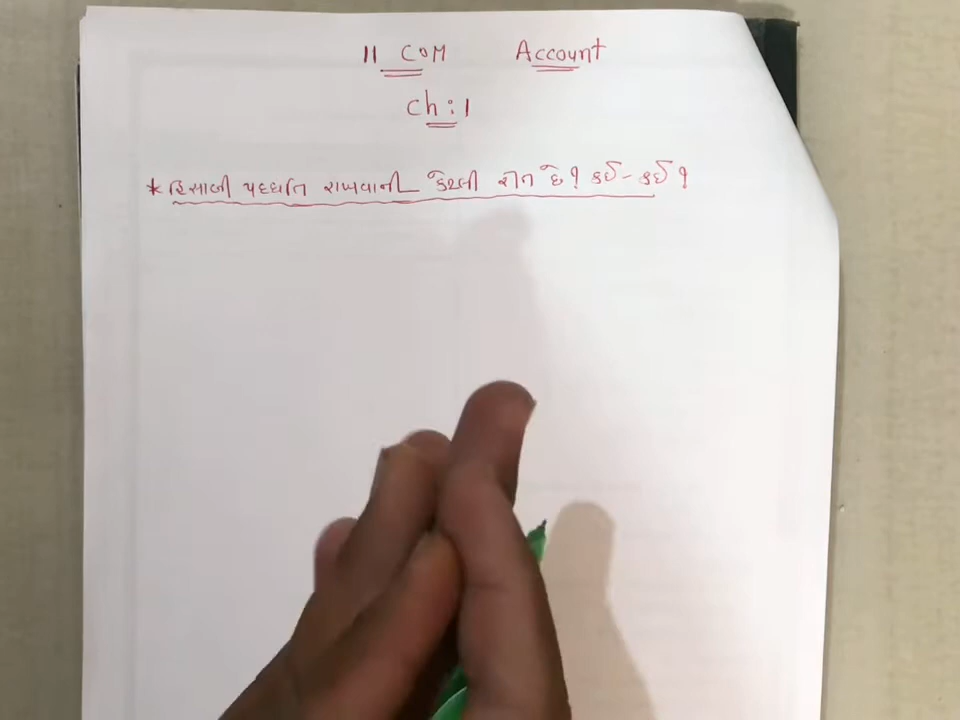 11 COM Account
Ch : 1
* હિસાબી પદ્ધતિ રાખવાની કેટલી રીત છે? કઈ - કઈ ?